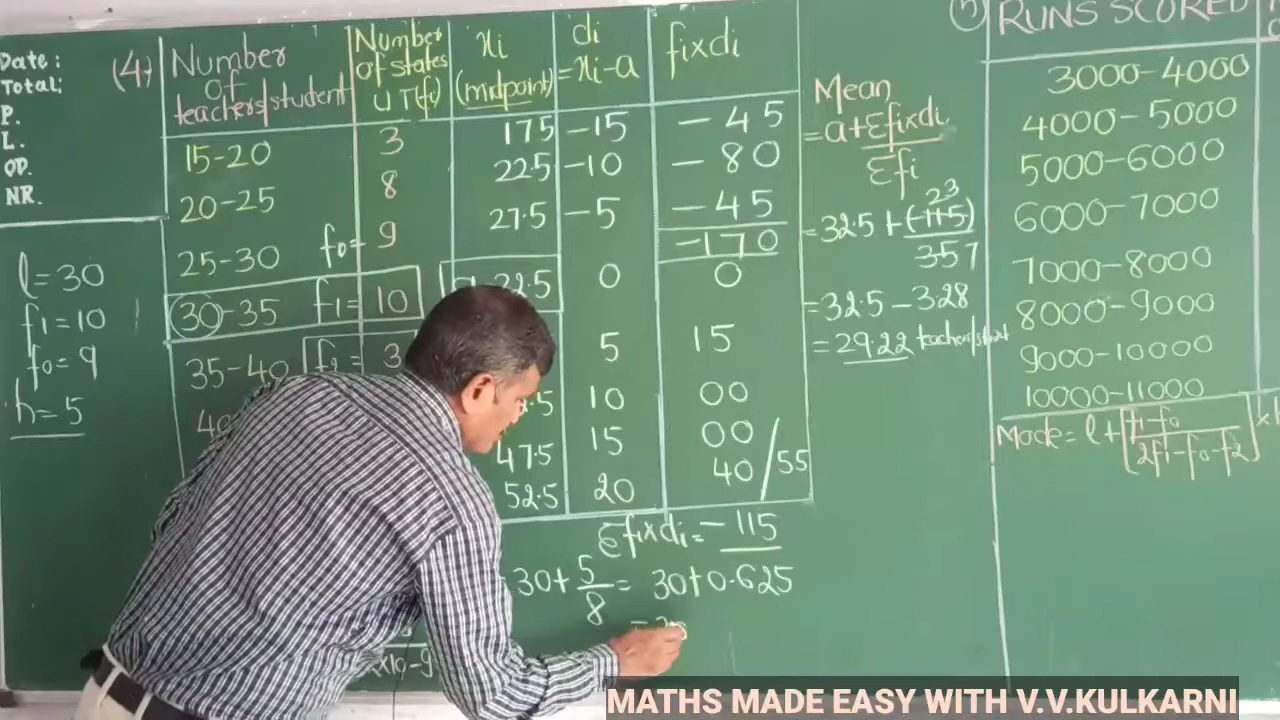 Date:
Total:
P.
L.
OD.
NR.
l=30
f1=10
f0=9
h=5
(4)
Number of teachers/student
Number of states UT(fi)
xi (midpoint)
di =xi-a
fixdi
15-20 3 175 -15 -45
20-25 8 22.5 -10 -80
25-30 f0= 9 27.5 -5 -45
-170
30-35 f1= 10 0 0
35-40 f2= 3 5 15
10 00
47.5 15 00
52.5 20 40 /55
Σfixdi=-115
30+5/8= 30+0.625
Mean
=a+Σfixdi/Σfi
=32.5+(-115)/357
23
=32.5-3.28
=29.22
5)
RUNS SCORED
3000-4000
4000-5000
5000-6000
6000-7000
7000-8000
8000-9000
9000-10000
10000-11000
Mode=l+[f1-f0/2f1-f0-f2]×h
MATHS MADE EASY WITH V.V.KULKARNI